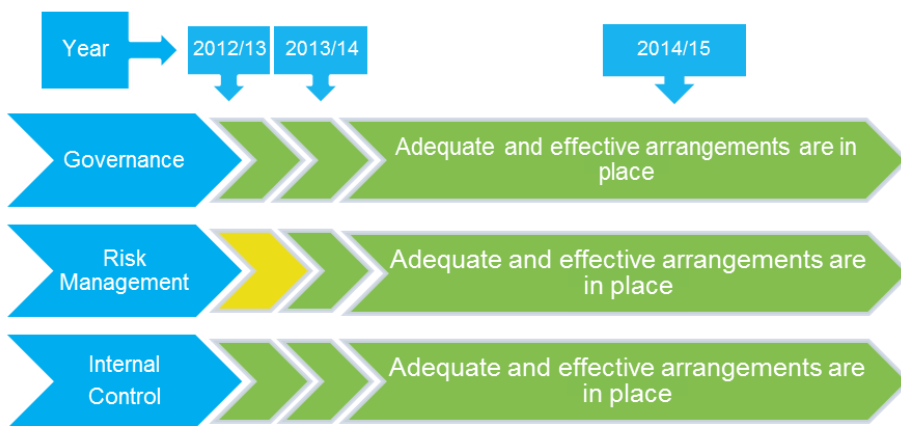 Year
2012/13
2013/14
2014/15
Governance
Adequate and effective arrangements are in
place
Risk
Management
Adequate and effective arrangements are
in place
Internal
Control
Adequate and effective arrangements are
in place